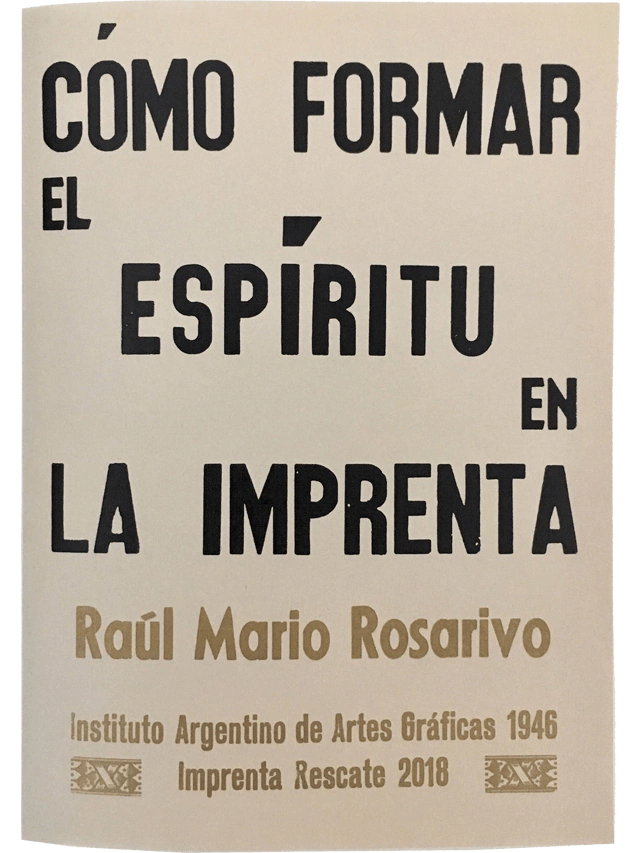 CÓMO FORMAR
EL
ESPÍRITU
EN
LA IMPRENTA
Raúl Mario Rosarivo
Instituto Argentino de Artes Gráficas 1946
Imprenta Rescate 2018